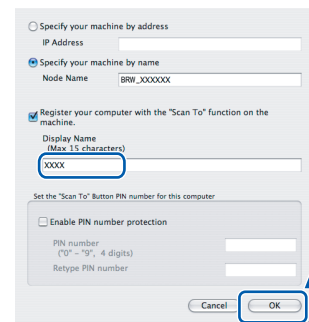 Specify your machine by address
IP Address
Specify your machine by name
Node Name BRW_XXXXXX
Register your computer with the "Scan To" function on the
machine.
Display Name
(Max 15 characters)
XXXX
Set the "Scan To" Button PIN number for this computer
Enable PIN number protection
PIN number
("0" - "9", 4 digits)
Retype PIN number
Cancel OK